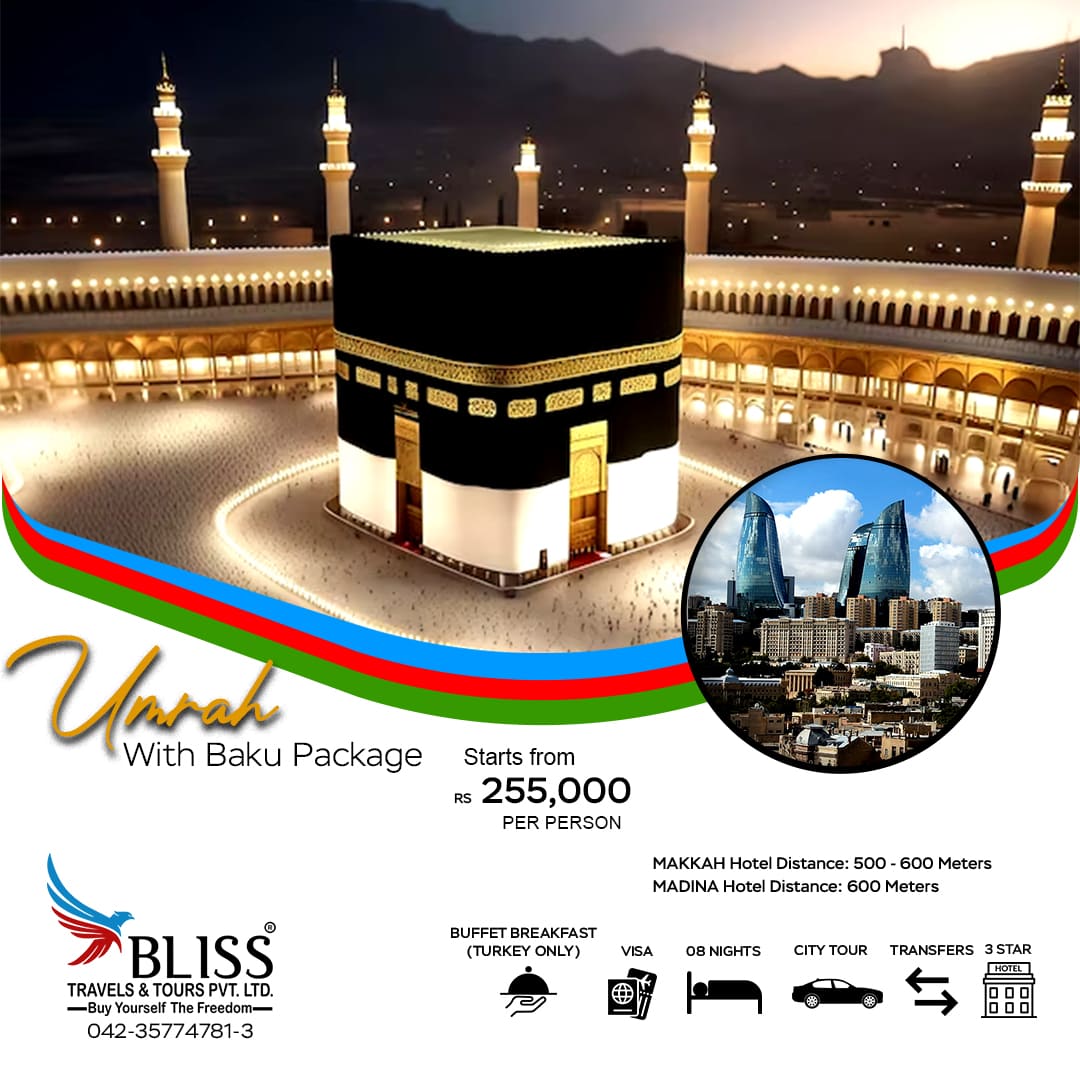 Umrah
With Baku Package
Starts from
RS 255,000
PER PERSON
MAKKAH Hotel Distance: 500 - 600 Meters
MADINA Hotel Distance: 600 Meters
BUFFET BREAKFAST
(TURKEY ONLY)
VISA
08 NIGHTS
CITY TOUR
TRANSFERS
3 STAR
HOTEL
BLISS®
TRAVELS & TOURS PVT. LTD.
Buy Yourself The Freedom
042-35774781-3